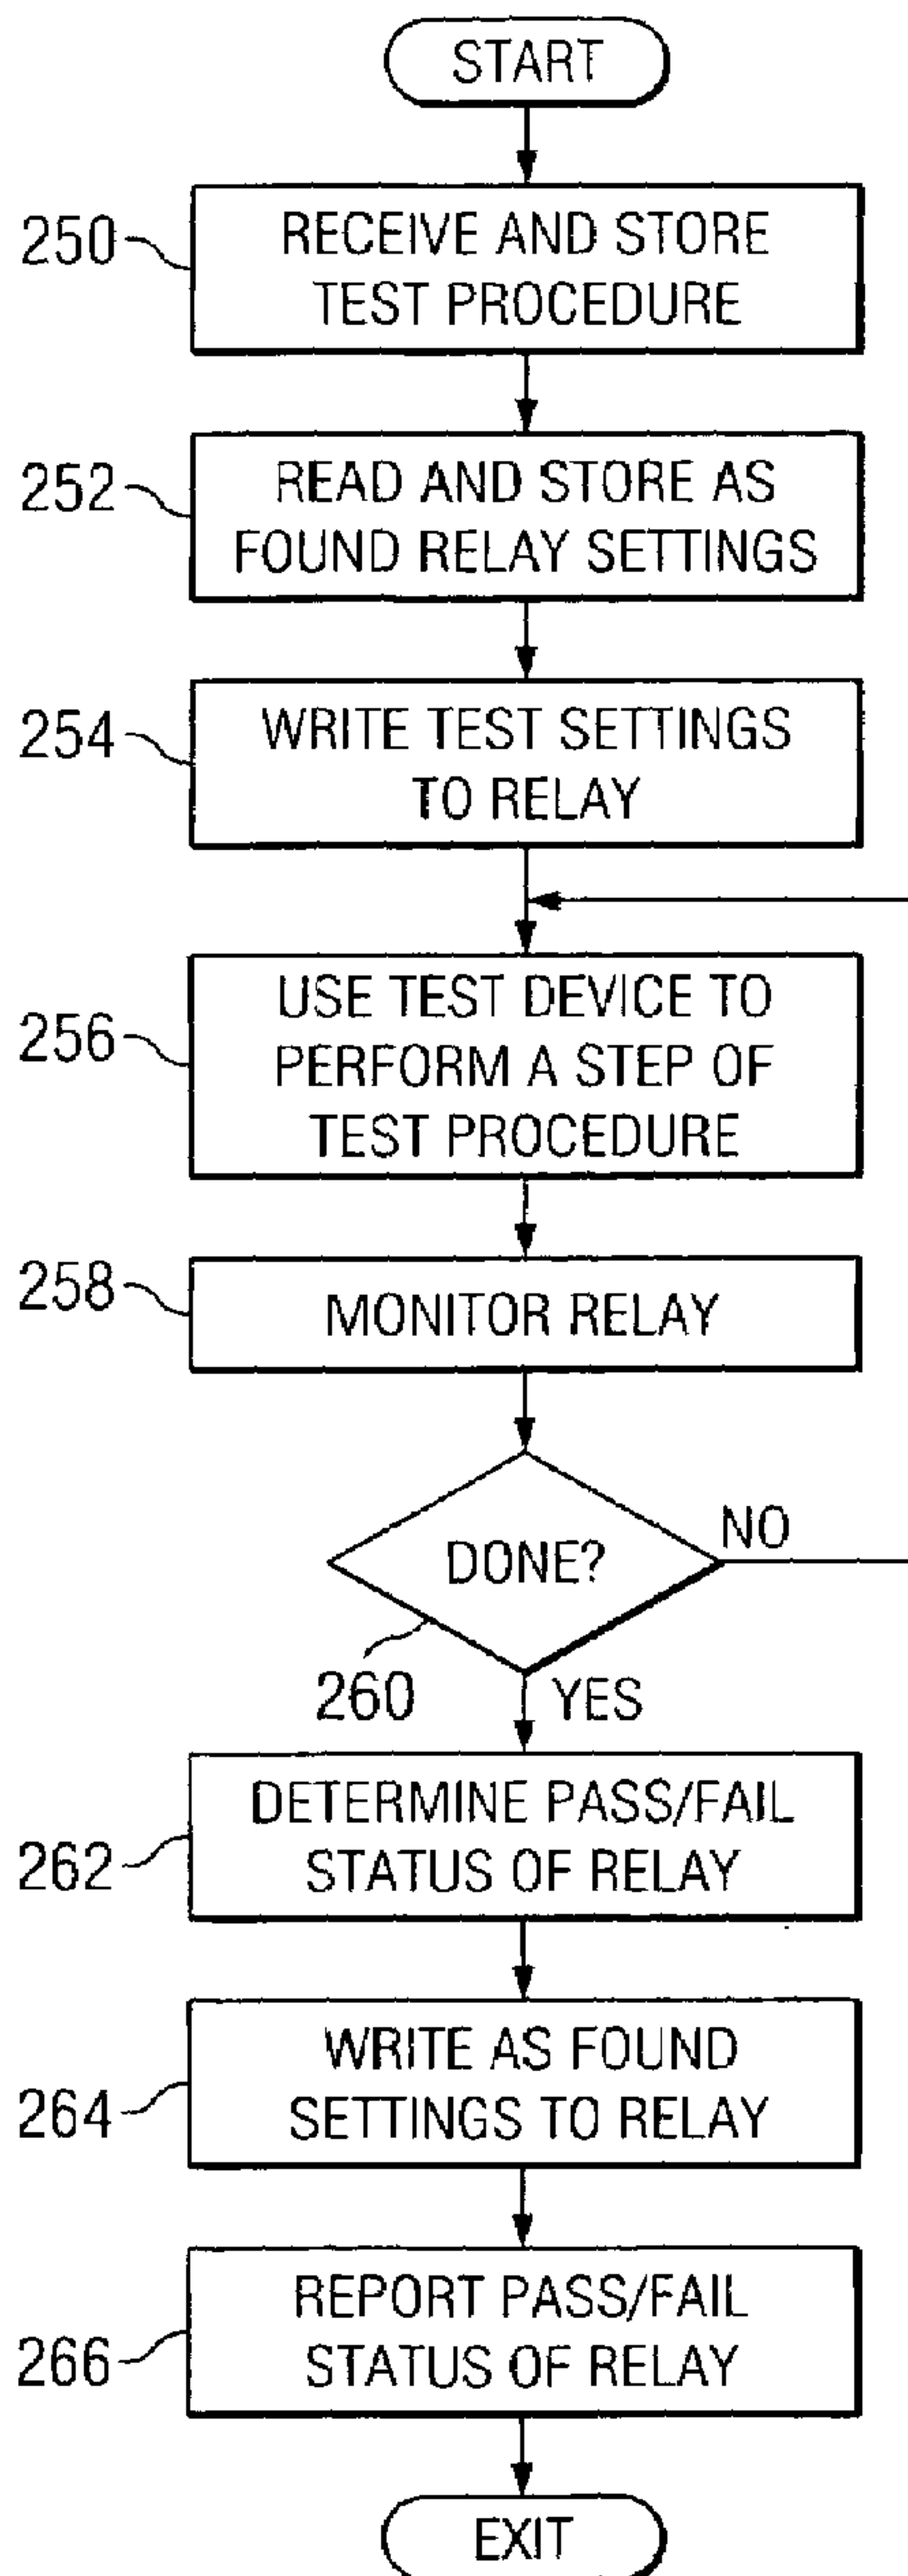 START
250
RECEIVE AND STORE
TEST PROCEDURE
252
READ AND STORE AS
FOUND RELAY SETTINGS
254
WRITE TEST SETTINGS
TO RELAY
256
USE TEST DEVICE TO
PERFORM A STEP OF
TEST PROCEDURE
258
MONITOR RELAY
DONE?
NO
260
YES
262
DETERMINE PASS/FAIL
STATUS OF RELAY
264
WRITE AS FOUND
SETTINGS TO RELAY
266
REPORT PASS/FAIL
STATUS OF RELAY
EXIT